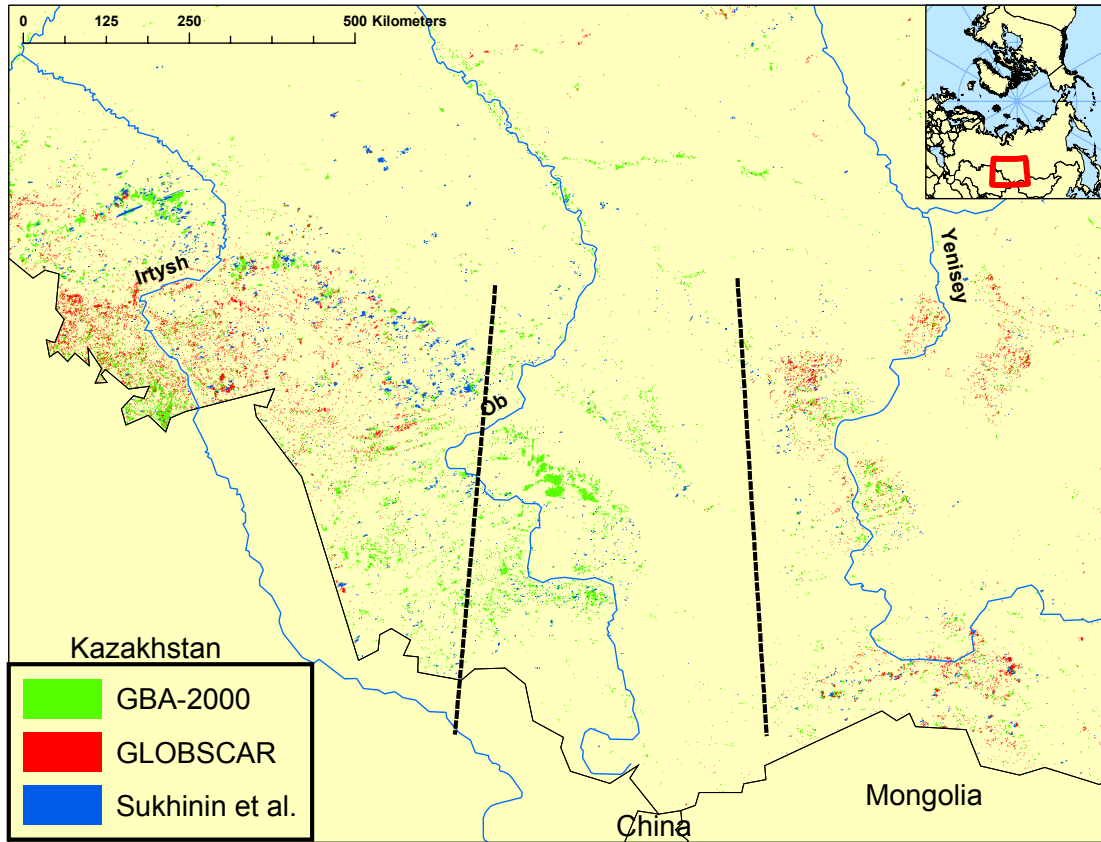 0 125 250 500 Kilometers
Irtysh
Yenisey
Ob
Kazakhstan
GBA-2000
GLOBSCAR
Sukhinin et al.
Mongolia
China